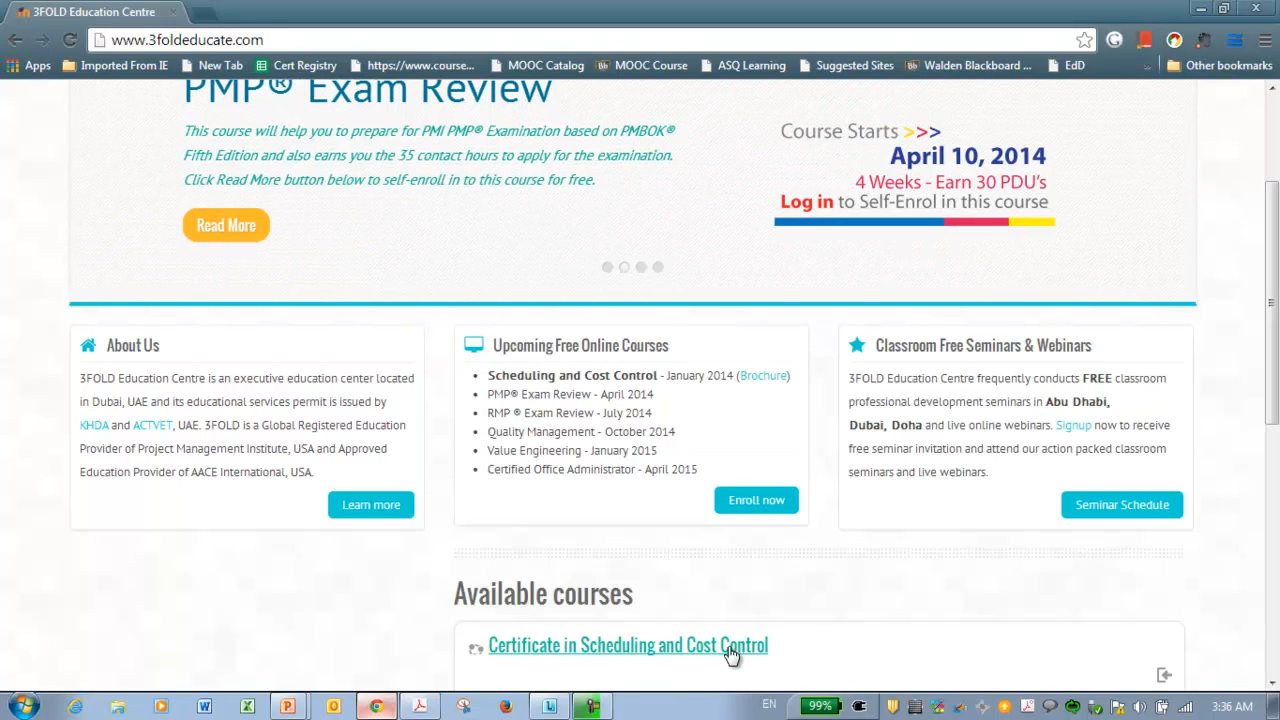 3FOLD Education Centre
www.3foldeducate.com
Apps
Imported From IE
New Tab
Cert Registry
https://www.course...
MOOC Catalog
MOOC Course
ASQ Learning
Suggested Sites
Walden Blackboard ...
EdD
Other bookmarks
PMP® Exam Review
This course will help you to prepare for PMI PMP® Examination based on PMBOK®
Fifth Edition and also earns you the 35 contact hours to apply for the examination.
Click Read More button below to self-enroll in to this course for free.
Read More
Course Starts >>>
April 10, 2014
4 Weeks - Earn 30 PDU's
Log in to Self-Enrol in this course
About Us
3FOLD Education Centre is an executive education center located
in Dubai, UAE and its educational services permit is issued by
KHDA and ACTVET, UAE. 3FOLD is a Global Registered Education
Provider of Project Management Institute, USA and Approved
Education Provider of AACE International, USA.
Learn more
Upcoming Free Online Courses
Scheduling and Cost Control - January 2014 (Brochure)
PMP® Exam Review - April 2014
RMP ® Exam Review - July 2014
Quality Management - October 2014
Value Engineering - January 2015
Certified Office Administrator - April 2015
Enroll now
Classroom Free Seminars & Webinars
3FOLD Education Centre frequently conducts FREE classroom
professional development seminars in Abu Dhabi,
Dubai, Doha and live online webinars. Signup now to receive
free seminar invitation and attend our action packed classroom
seminars and live webinars.
Seminar Schedule
Available courses
Certificate in Scheduling and Cost Control
EN
99%
3:36 AM